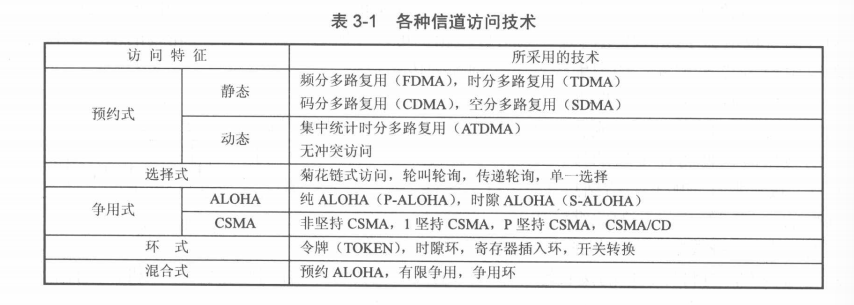 表 3-1 各种信道访问技术
访 问 特 征 所采用的技术
预约式 静态 频分多路复用（FDMA），时分多路复用（TDMA）
码分多路复用（CDMA），空分多路复用（SDMA）
动态 集中统计时分多路复用（ATDMA）
无冲突访问
选择式 菊花链式访问，轮叫轮询，传递轮询，单一选择
争用式 ALOHA 纯 ALOHA（P-ALOHA），时隙 ALOHA（S-ALOHA）
CSMA 非坚持 CSMA，1 坚持 CSMA，P 坚持 CSMA，CSMA/CD
环 式 令牌（TOKEN），时隙环，寄存器插入环，开关转换
混合式 预约 ALOHA，有限争用，争用环